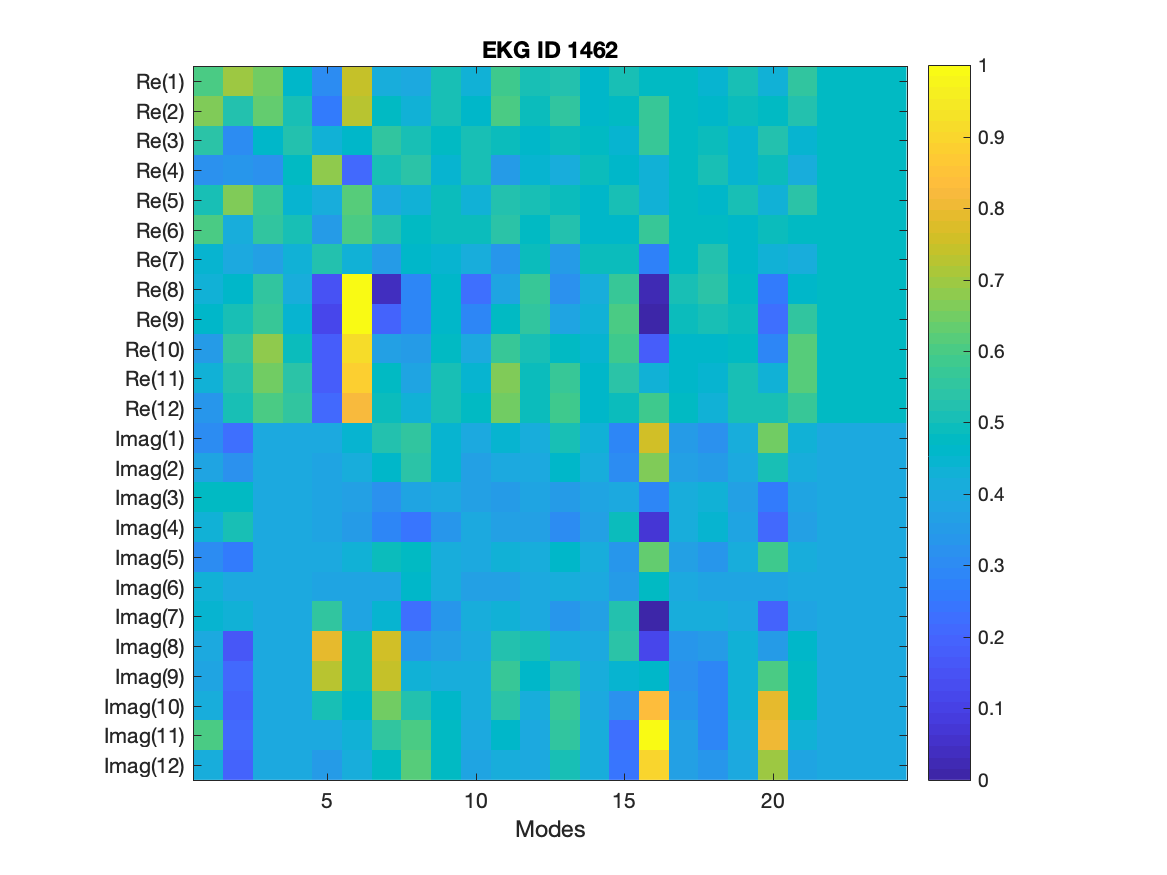 EKG ID 1462
Re(1)
Re(2)
Re(3)
Re(4)
Re(5)
Re(6)
Re(7)
Re(8)
Re(9)
Re(10)
Re(11)
Re(12)
Imag(1)
Imag(2)
Imag(3)
Imag(4)
Imag(5)
Imag(6)
Imag(7)
Imag(8)
Imag(9)
Imag(10)
Imag(11)
Imag(12)
5 10 15 20
Modes
1
0.9
0.8
0.7
0.6
0.5
0.4
0.3
0.2
0.1
0